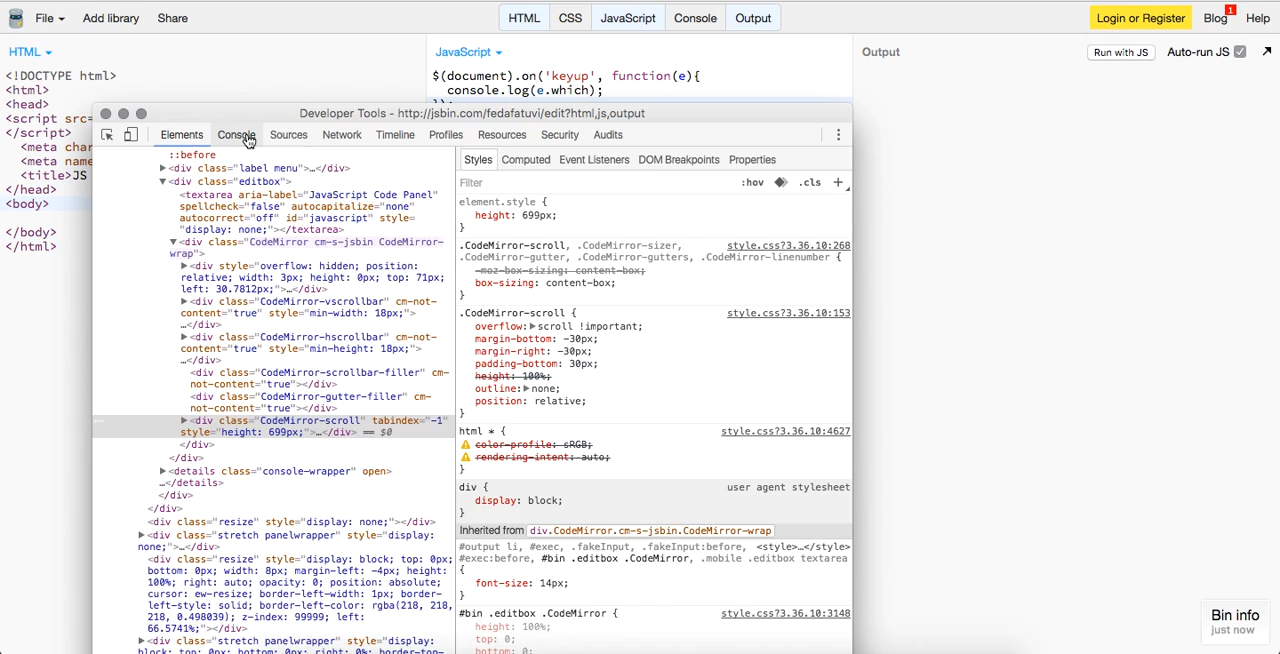 File
Add library
Share
HTML
CSS
JavaScript
Console
Output
Login or Register
Blog
1
Help
HTML
<!DOCTYPE html>
<html>
<head>
<script src=
</script>
<meta char
<meta name
<title>JS
</head>
<body>
</body>
</html>
JavaScript
$(document).on('keyup', function(e){
console.log(e.which);
});
Output
Run with JS
Auto-run JS
Developer Tools - http://jsbin.com/fedafatuvi/edit?html,js,output
Elements
Console
Sources
Network
Timeline
Profiles
Resources
Security
Audits
::before
<div class="label menu">…</div>
<div class="editbox">
<textarea aria-label="JavaScript Code Panel"
spellcheck="false" autocapitalize="none"
autocorrect="off" id="javascript" style=
"display: none;"></textarea>
<div class="CodeMirror cm-s-jsbin CodeMirror-
wrap">
<div style="overflow: hidden; position:
relative; width: 3px; height: 0px; top: 71px;
left: 30.7812px;">…</div>
<div class="CodeMirror-vscrollbar" cm-not-
content="true" style="min-width: 18px;">
…</div>
<div class="CodeMirror-hscrollbar" cm-not-
content="true" style="min-height: 18px;">
…</div>
<div class="CodeMirror-scrollbar-filler" cm-
not-content="true"></div>
<div class="CodeMirror-gutter-filler" cm-
not-content="true"></div>
<div class="CodeMirror-scroll" tabindex="-1"
style="height: 699px;">…</div> == $0
</div>
</div>
<details class="console-wrapper" open>
…</details>
</div>
</div>
<div class="resize" style="display: none;"></div>
<div class="stretch panelwrapper" style="display:
none;">…</div>
<div class="resize" style="display: block; top: 0px;
bottom: 0px; width: 8px; margin-left: -4px; height:
100%; right: auto; opacity: 0; position: absolute;
cursor: ew-resize; border-left-width: 1px; border-
left-style: solid; border-left-color: rgba(218, 218,
218, 0.498039); z-index: 99999; left:
66.5741%;"></div>
<div class="stretch panelwrapper" style="display:
block; top: 0px; bottom: 0px; right: 0%; border-top-
Styles
Computed
Event Listeners
DOM Breakpoints
Properties
Filter
:hov
.cls
+
element.style {
height: 699px;
}
.CodeMirror-scroll, .CodeMirror-sizer,
style.css?3.36.10:268
.CodeMirror-gutter, .CodeMirror-gutters, .CodeMirror-linenumber {
-moz-box-sizing: content-box;
box-sizing: content-box;
}
.CodeMirror-scroll {
style.css?3.36.10:153
overflow: scroll !important;
margin-bottom: -30px;
margin-right: -30px;
padding-bottom: 30px;
height: 100%;
outline: none;
position: relative;
}
html * {
style.css?3.36.10:4627
color-profile: sRGB;
rendering-intent: auto;
}
div {
user agent stylesheet
display: block;
}
Inherited from div.CodeMirror.cm-s-jsbin.CodeMirror-wrap
#output li, #exec, .fakeInput, .fakeInput:before, <style>…</style>
#exec:before, #bin .editbox .CodeMirror, .mobile .editbox textarea
{
font-size: 14px;
}
#bin .editbox .CodeMirror {
style.css?3.36.10:3148
height: 100%;
top: 0;
bottom: 0;
Bin info
just now